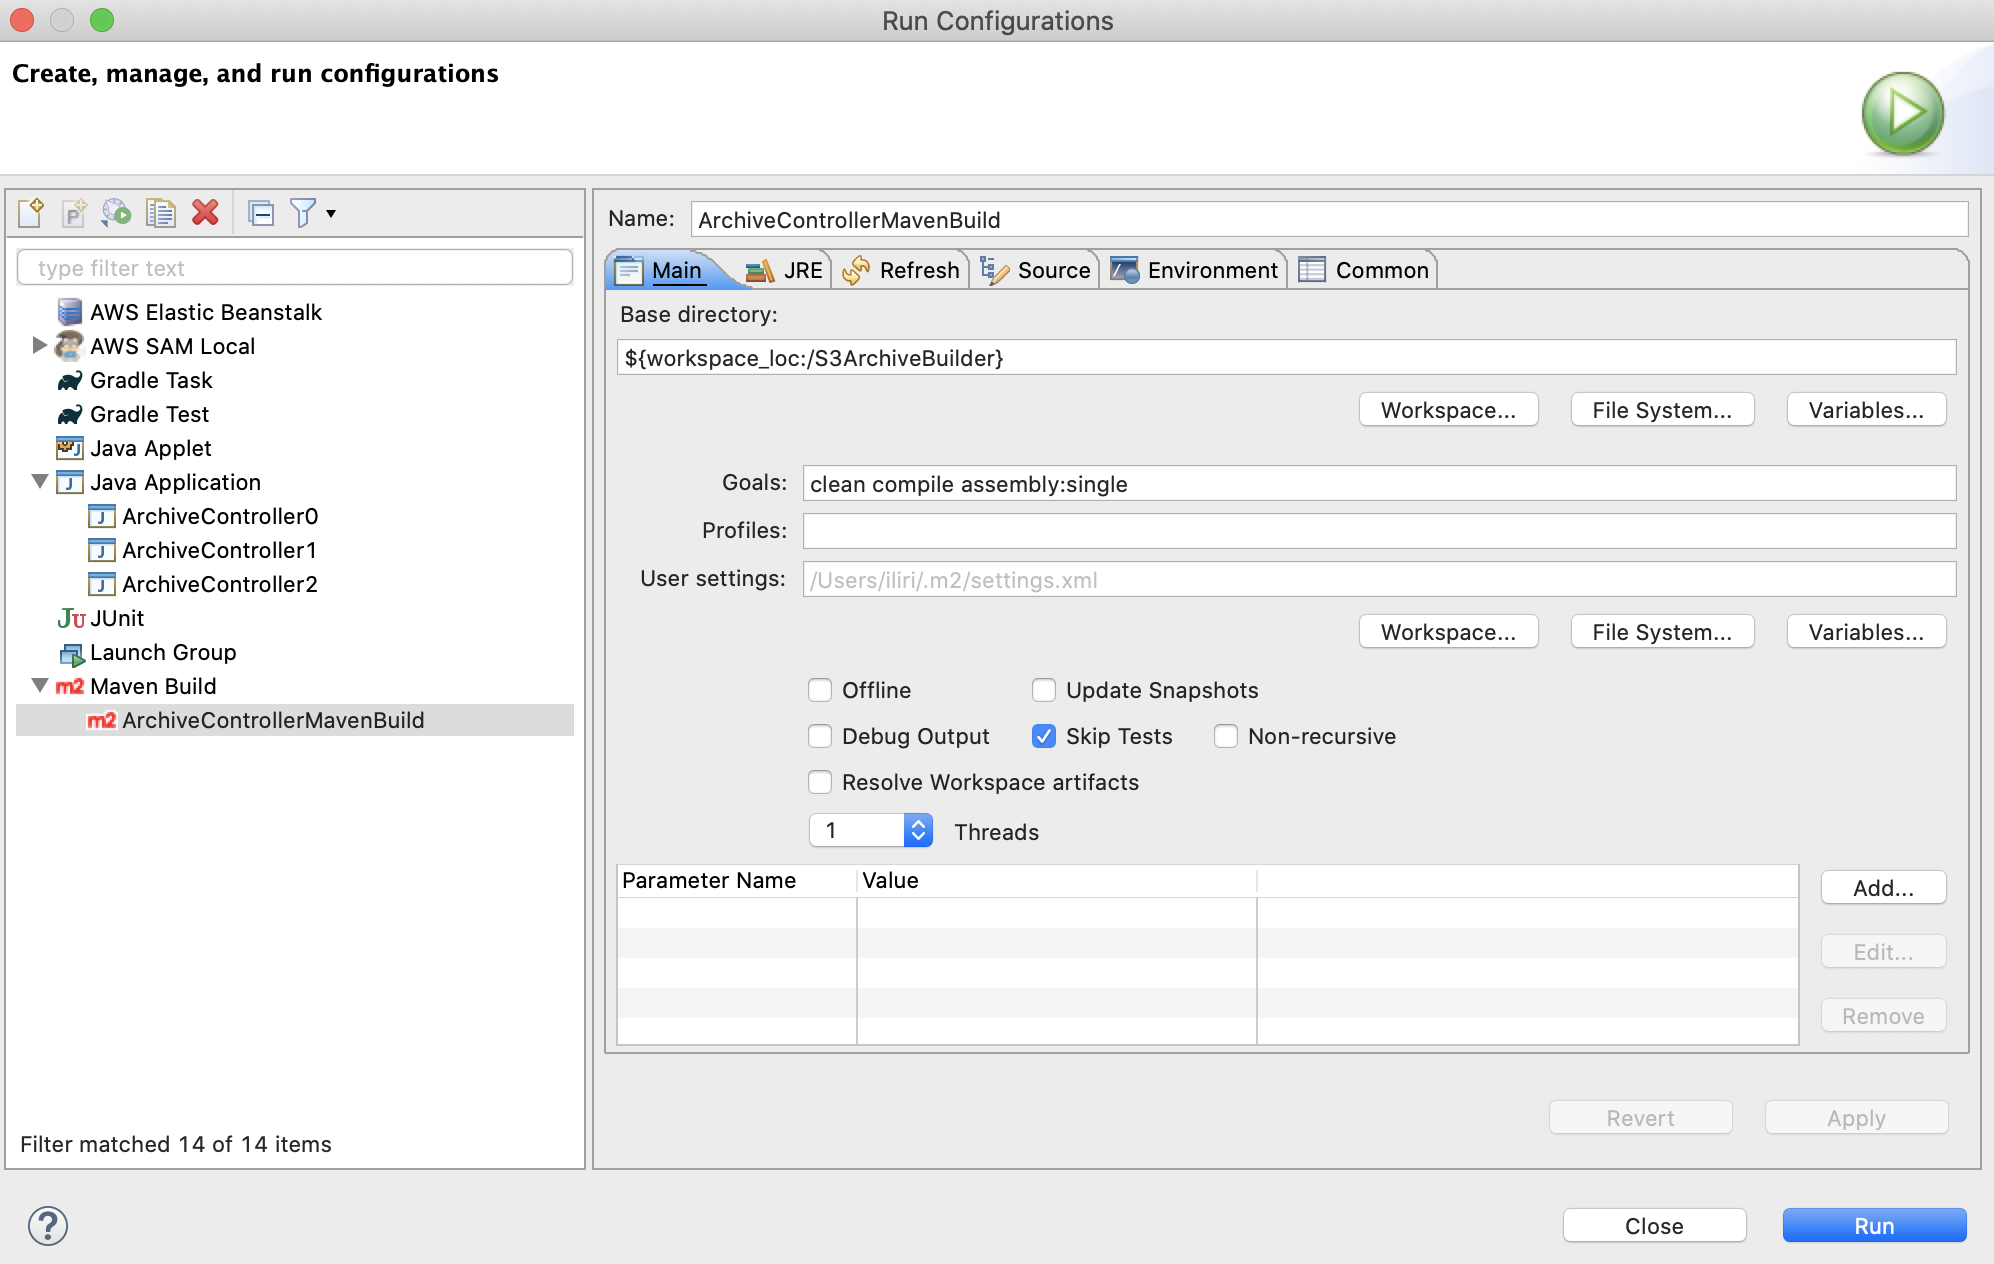 Run Configurations
Create, manage, and run configurations
type filter text
AWS Elastic Beanstalk
AWS SAM Local
Gradle Task
Gradle Test
Java Applet
Java Application
ArchiveController0
ArchiveController1
ArchiveController2
JUnit
Launch Group
m2 Maven Build
m2 ArchiveControllerMavenBuild
Filter matched 14 of 14 items
Name: ArchiveControllerMavenBuild
Main JRE Refresh Source Environment Common
Base directory:
${workspace_loc:/S3ArchiveBuilder}
Workspace... File System... Variables...
Goals: clean compile assembly:single
Profiles:
User settings: /Users/iliri/.m2/settings.xml
Workspace... File System... Variables...
Offline Update Snapshots
Debug Output Skip Tests Non-recursive
Resolve Workspace artifacts
1 Threads
Parameter Name Value
Add...
Edit...
Remove
Revert Apply
? Close Run